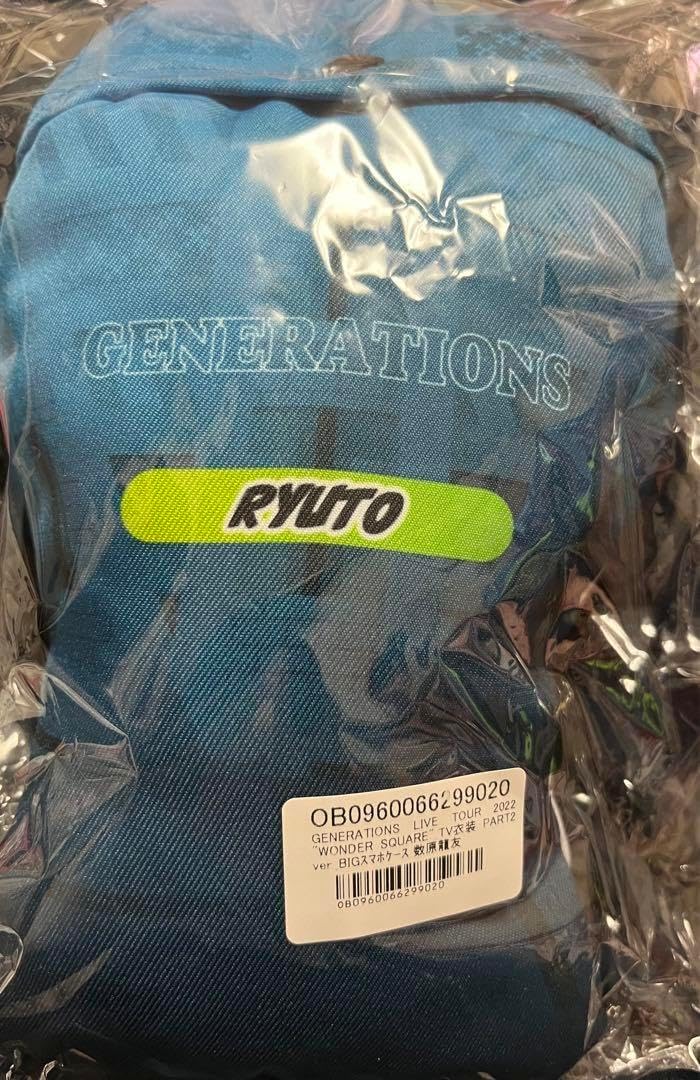 GENERATIONS
RYUTO
OB0960066299020
GENERATIONS LIVE TOUR 2022
"WONDER SQUARE" TV衣装 PART2
ver. BIGスマホケース 数原龍友
OB0960066299020